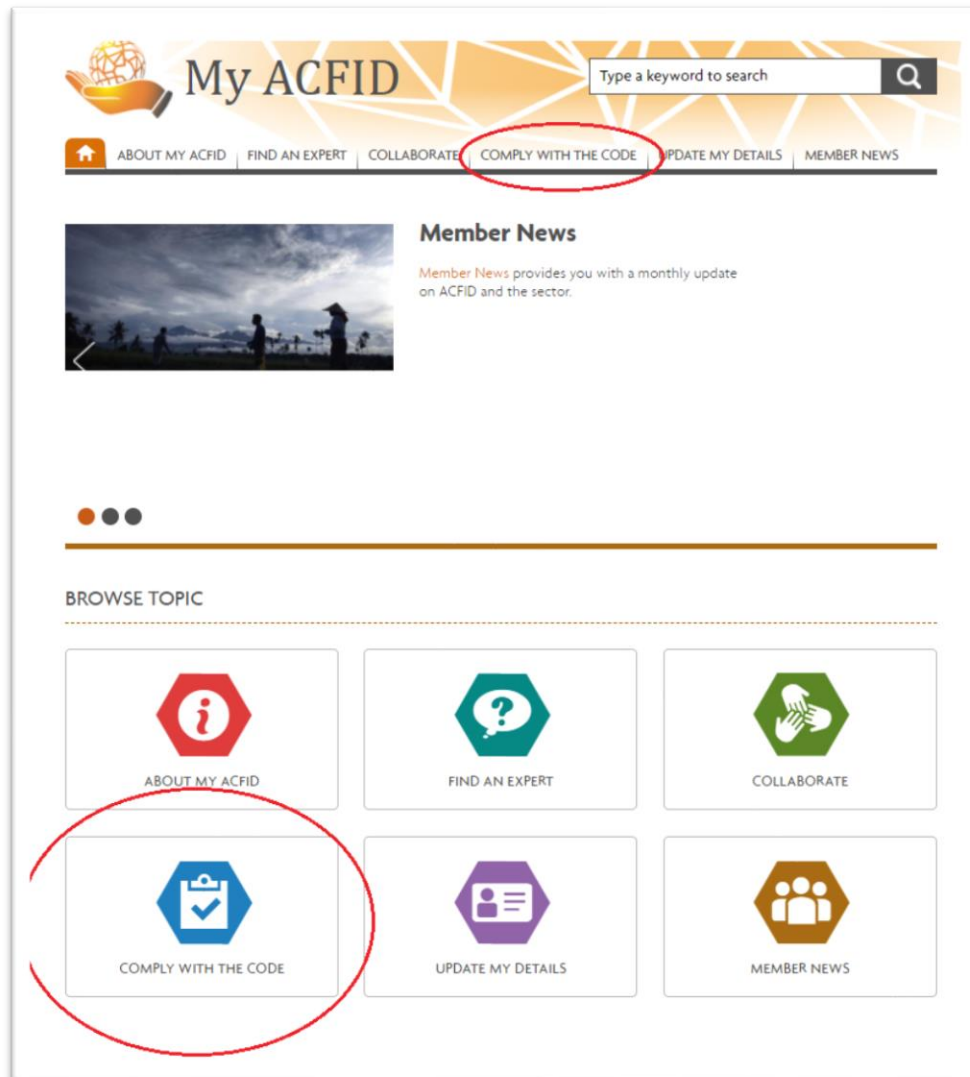 My ACFID
Type a keyword to search
ABOUT MY ACFID FIND AN EXPERT COLLABORATE COMPLY WITH THE CODE UPDATE MY DETAILS MEMBER NEWS
Member News
Member News provides you with a monthly update
on ACFID and the sector.
BROWSE TOPIC
ABOUT MY ACFID FIND AN EXPERT COLLABORATE
COMPLY WITH THE CODE UPDATE MY DETAILS MEMBER NEWS